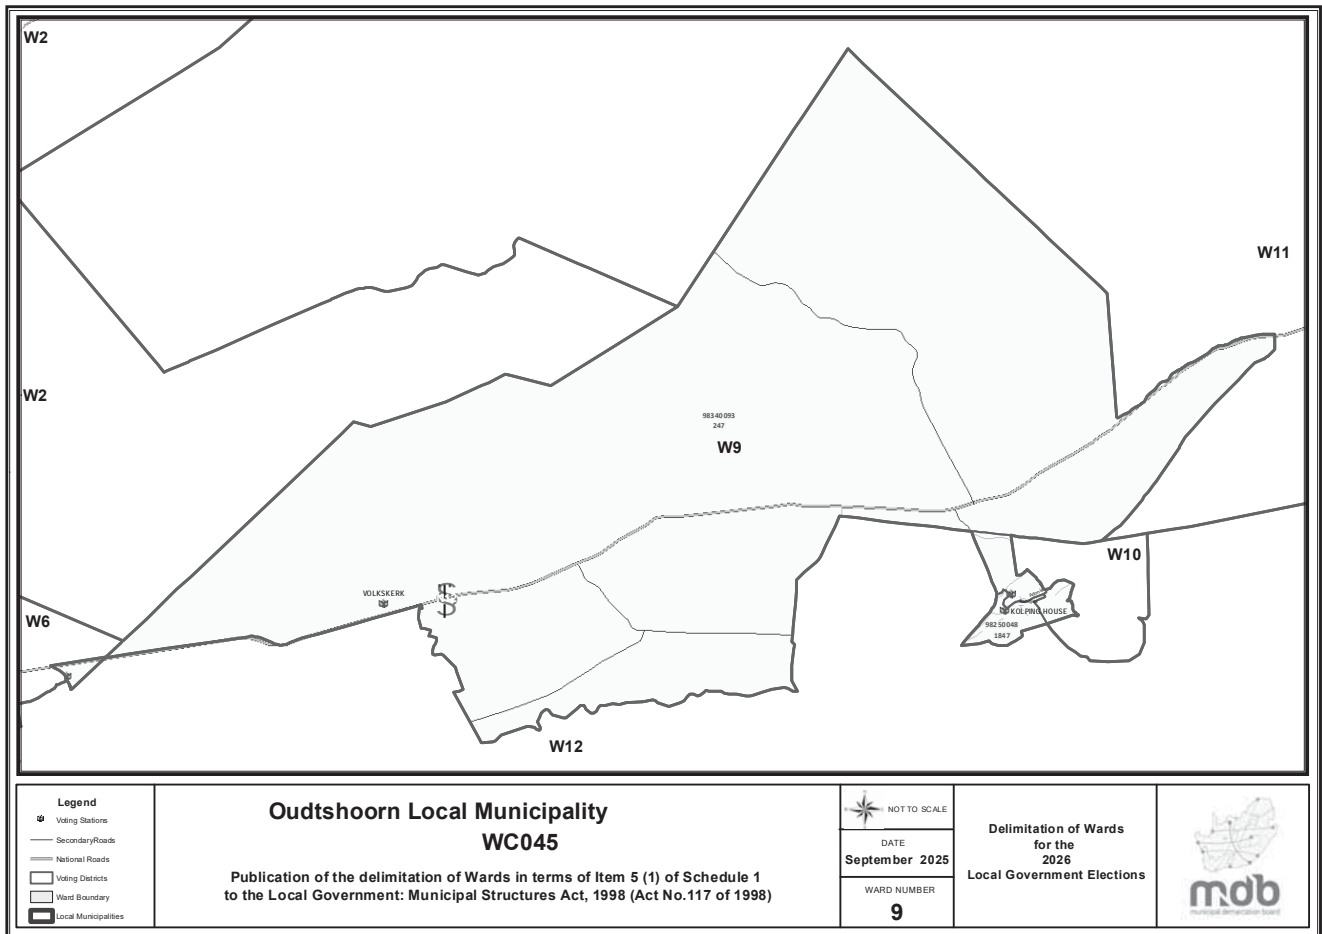 W2
W11
W2
98340093
247
W9
W10
VOLKSKERK
$
KOLPING HOUSE
98250048
1847
W6
W12
Legend
Voting Stations
SecondaryRoads
National Roads
Voting Districts
Ward Boundary
Local Municipalities
Oudtshoorn Local Municipality
WC045
Publication of the delimitation of Wards in terms of Item 5 (1) of Schedule 1
to the Local Government: Municipal Structures Act, 1998 (Act No.117 of 1998)
NOT TO SCALE
DATE
September 2025
WARD NUMBER
9
Delimitation of Wards
for the
2026
Local Government Elections
mdb
municipal demarcation board